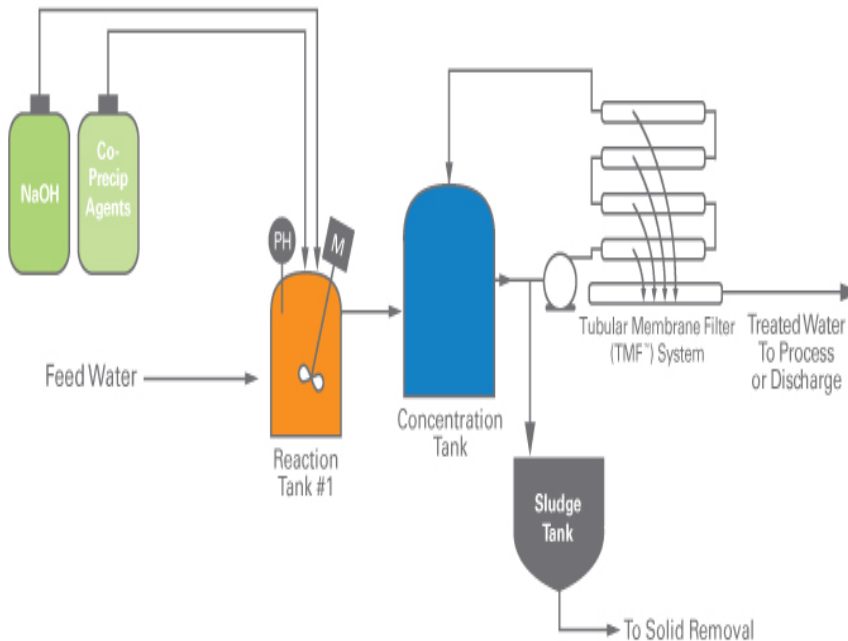 NaOH
Co-
Precip
Agents
PH
M
Feed Water
Reaction
Tank #1
Concentration
Tank
Tubular Membrane Filter
(TMF™) System
Treated Water
To Process
or Discharge
Sludge
Tank
To Solid Removal